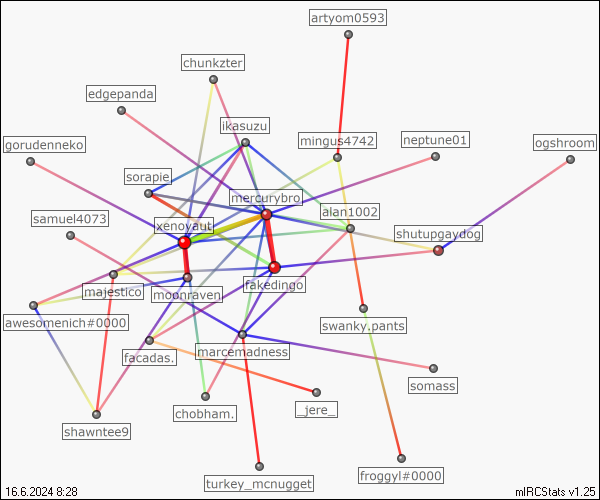 artyom0593
chunkzter
edgepanda
ikasuzu
mingus4742
neptune01
ogshroom
gorudenneko
sorapie
mercurybro
alan1002
samuel4073
xenoyaut
shutupgaydog
fakedingo
majestico
moonraven
awesomenich#0000
swanky.pants
facadas.
marcemadness
somass
chobham.
_jere_
shawntee9
froggyl#0000
turkey_mcnugget
16.6.2024 8:28
mIRCStats v1.25